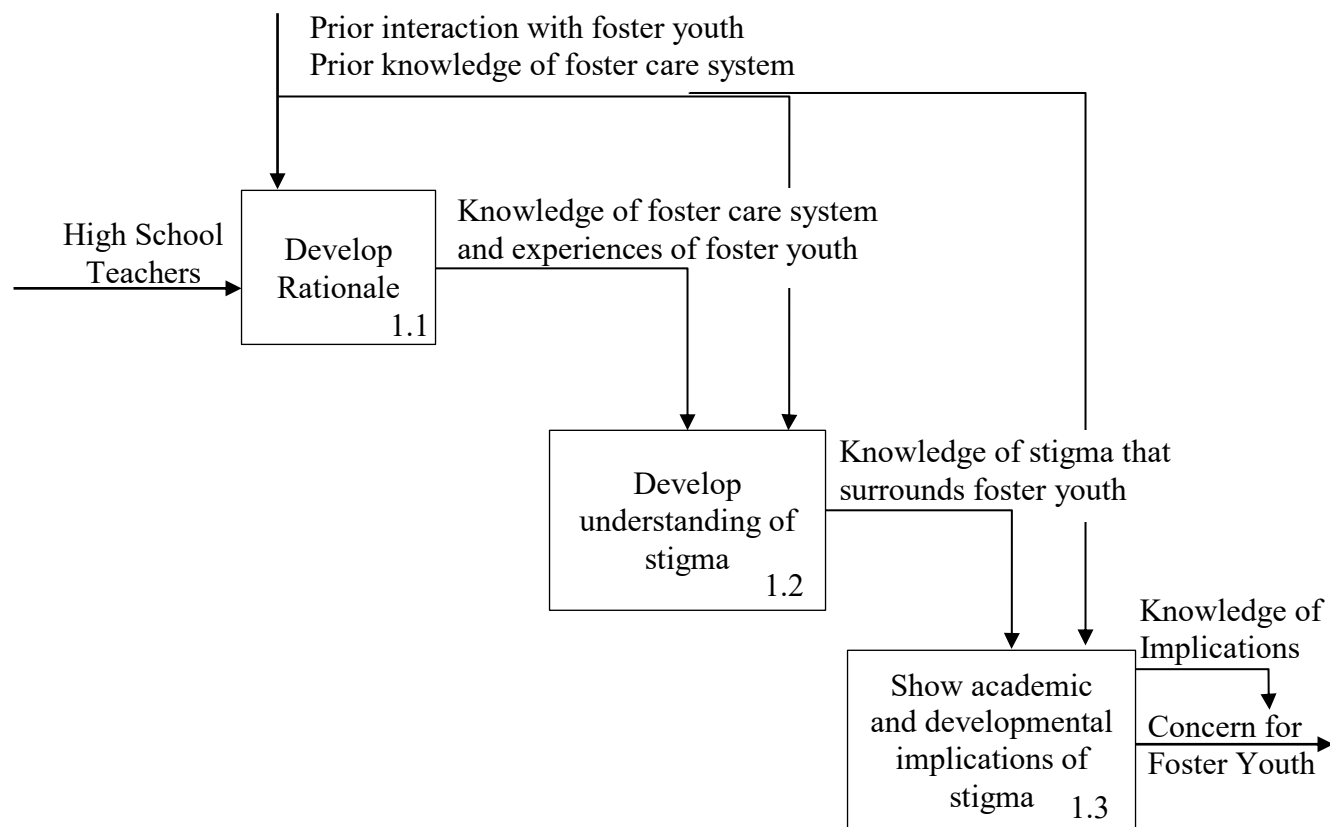 Prior interaction with foster youth
Prior knowledge of foster care system
High School
Teachers
Develop
Rationale
1.1
Knowledge of foster care system
and experiences of foster youth
Develop
understanding of
stigma
1.2
Knowledge of stigma that
surrounds foster youth
Show academic
and developmental
implications of
stigma
1.3
Knowledge of
Implications
Concern for
Foster Youth